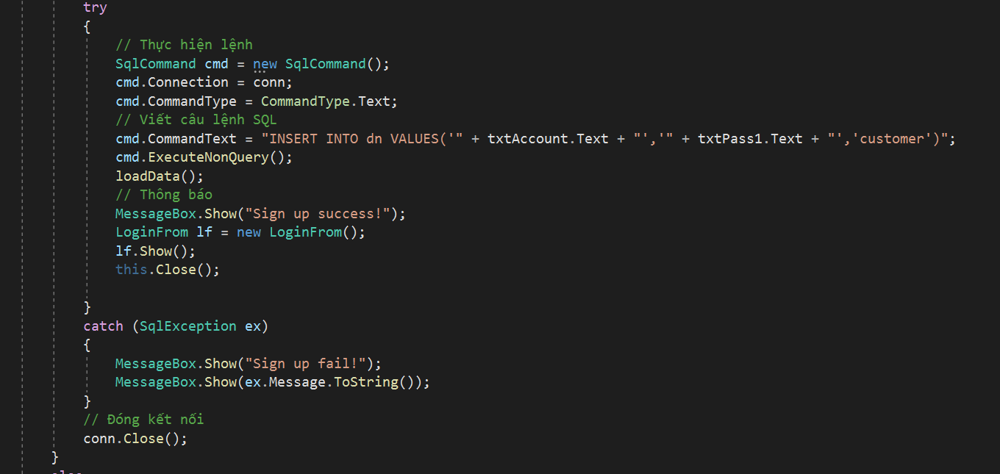 try
{
// Thực hiện lệnh
SqlCommand cmd = new SqlCommand();
cmd.Connection = conn;
cmd.CommandType = CommandType.Text;
// Viết câu lệnh SQL
cmd.CommandText = "INSERT INTO dn VALUES('" + txtAccount.Text + "','" + txtPass1.Text + "','customer')";
cmd.ExecuteNonQuery();
loadData();
// Thông báo
MessageBox.Show("Sign up success!");
LoginFrom lf = new LoginFrom();
lf.Show();
this.Close();
}
catch (SqlException ex)
{
MessageBox.Show("Sign up fail!");
MessageBox.Show(ex.Message.ToString());
}
// Đóng kết nối
conn.Close();
}